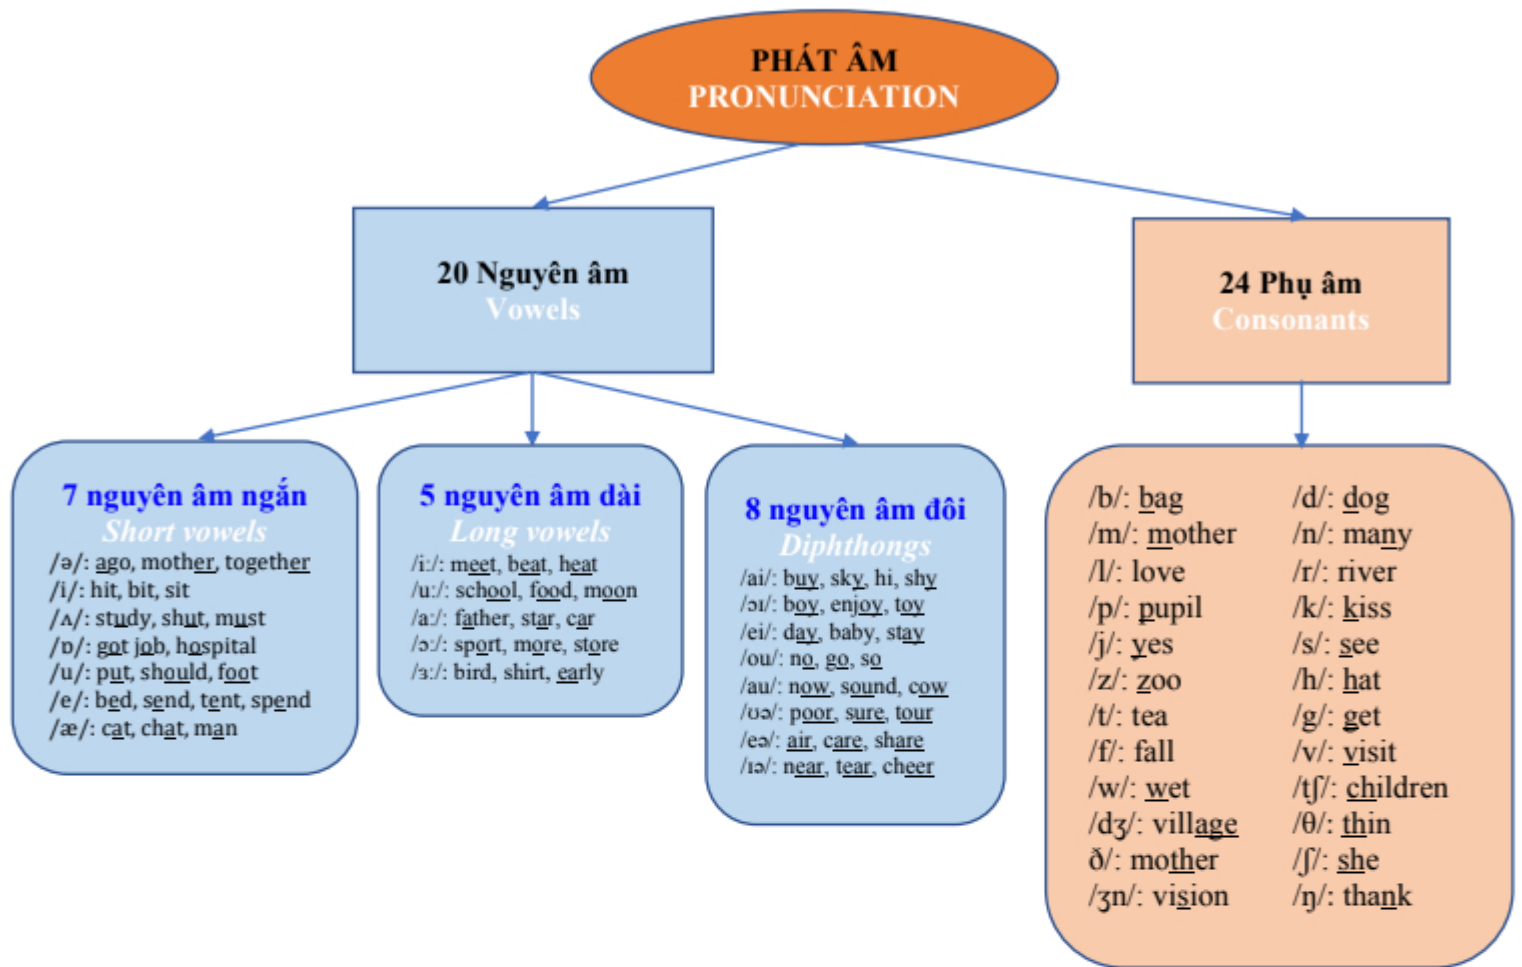 PHÁT ÂM
PRONUNCIATION
20 Nguyên âm
Vowels
24 Phụ âm
Consonants
7 nguyên âm ngắn
Short vowels
/ə/: ago, mother, together
/i/: hit, bit, sit
/ʌ/: study, shut, must
/ɒ/: got job, hospital
/u/: put, should, foot
/e/: bed, send, tent, spend
/æ/: cat, chat, man
5 nguyên âm dài
Long vowels
/i:/: meet, beat, heat
/u:/: school, food, moon
/a:/: father, star, car
/ɔ:/: sport, more, store
/ɜ:/: bird, shirt, early
8 nguyên âm đôi
Diphthongs
/ai/: buy, sky, hi, shy
/ɔɪ/: boy, enjoy, toy
/ei/: day, baby, stay
/ou/: no, go, so
/au/: now, sound, cow
/ʊə/: poor, sure, tour
/eə/: air, care, share
/ɪə/: near, tear, cheer
/b/: bag /d/: dog
/m/: mother /n/: many
/l/: love /r/: river
/p/: pupil /k/: kiss
/j/: yes /s/: see
/z/: zoo /h/: hat
/t/: tea /g/: get
/f/: fall /v/: visit
/w/: wet /tʃ/: children
/dʒ/: village /θ/: thin
ð/: mother /ʃ/: she
/ʒn/: vision /ŋ/: thank